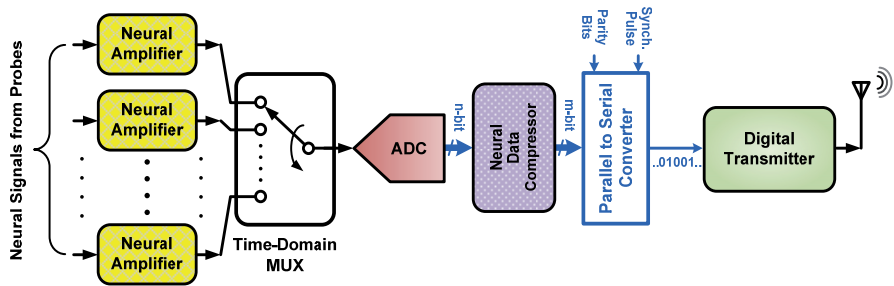 Neural Signals from Probes
Neural
Amplifier
Neural
Amplifier
Neural
Amplifier
Time-Domain
MUX
ADC
n-bit
Neural
Data
Compressor
m-bit
Parity
Bits
Synch.
Pulse
Parallel to Serial
Converter
..01001..
Digital
Transmitter